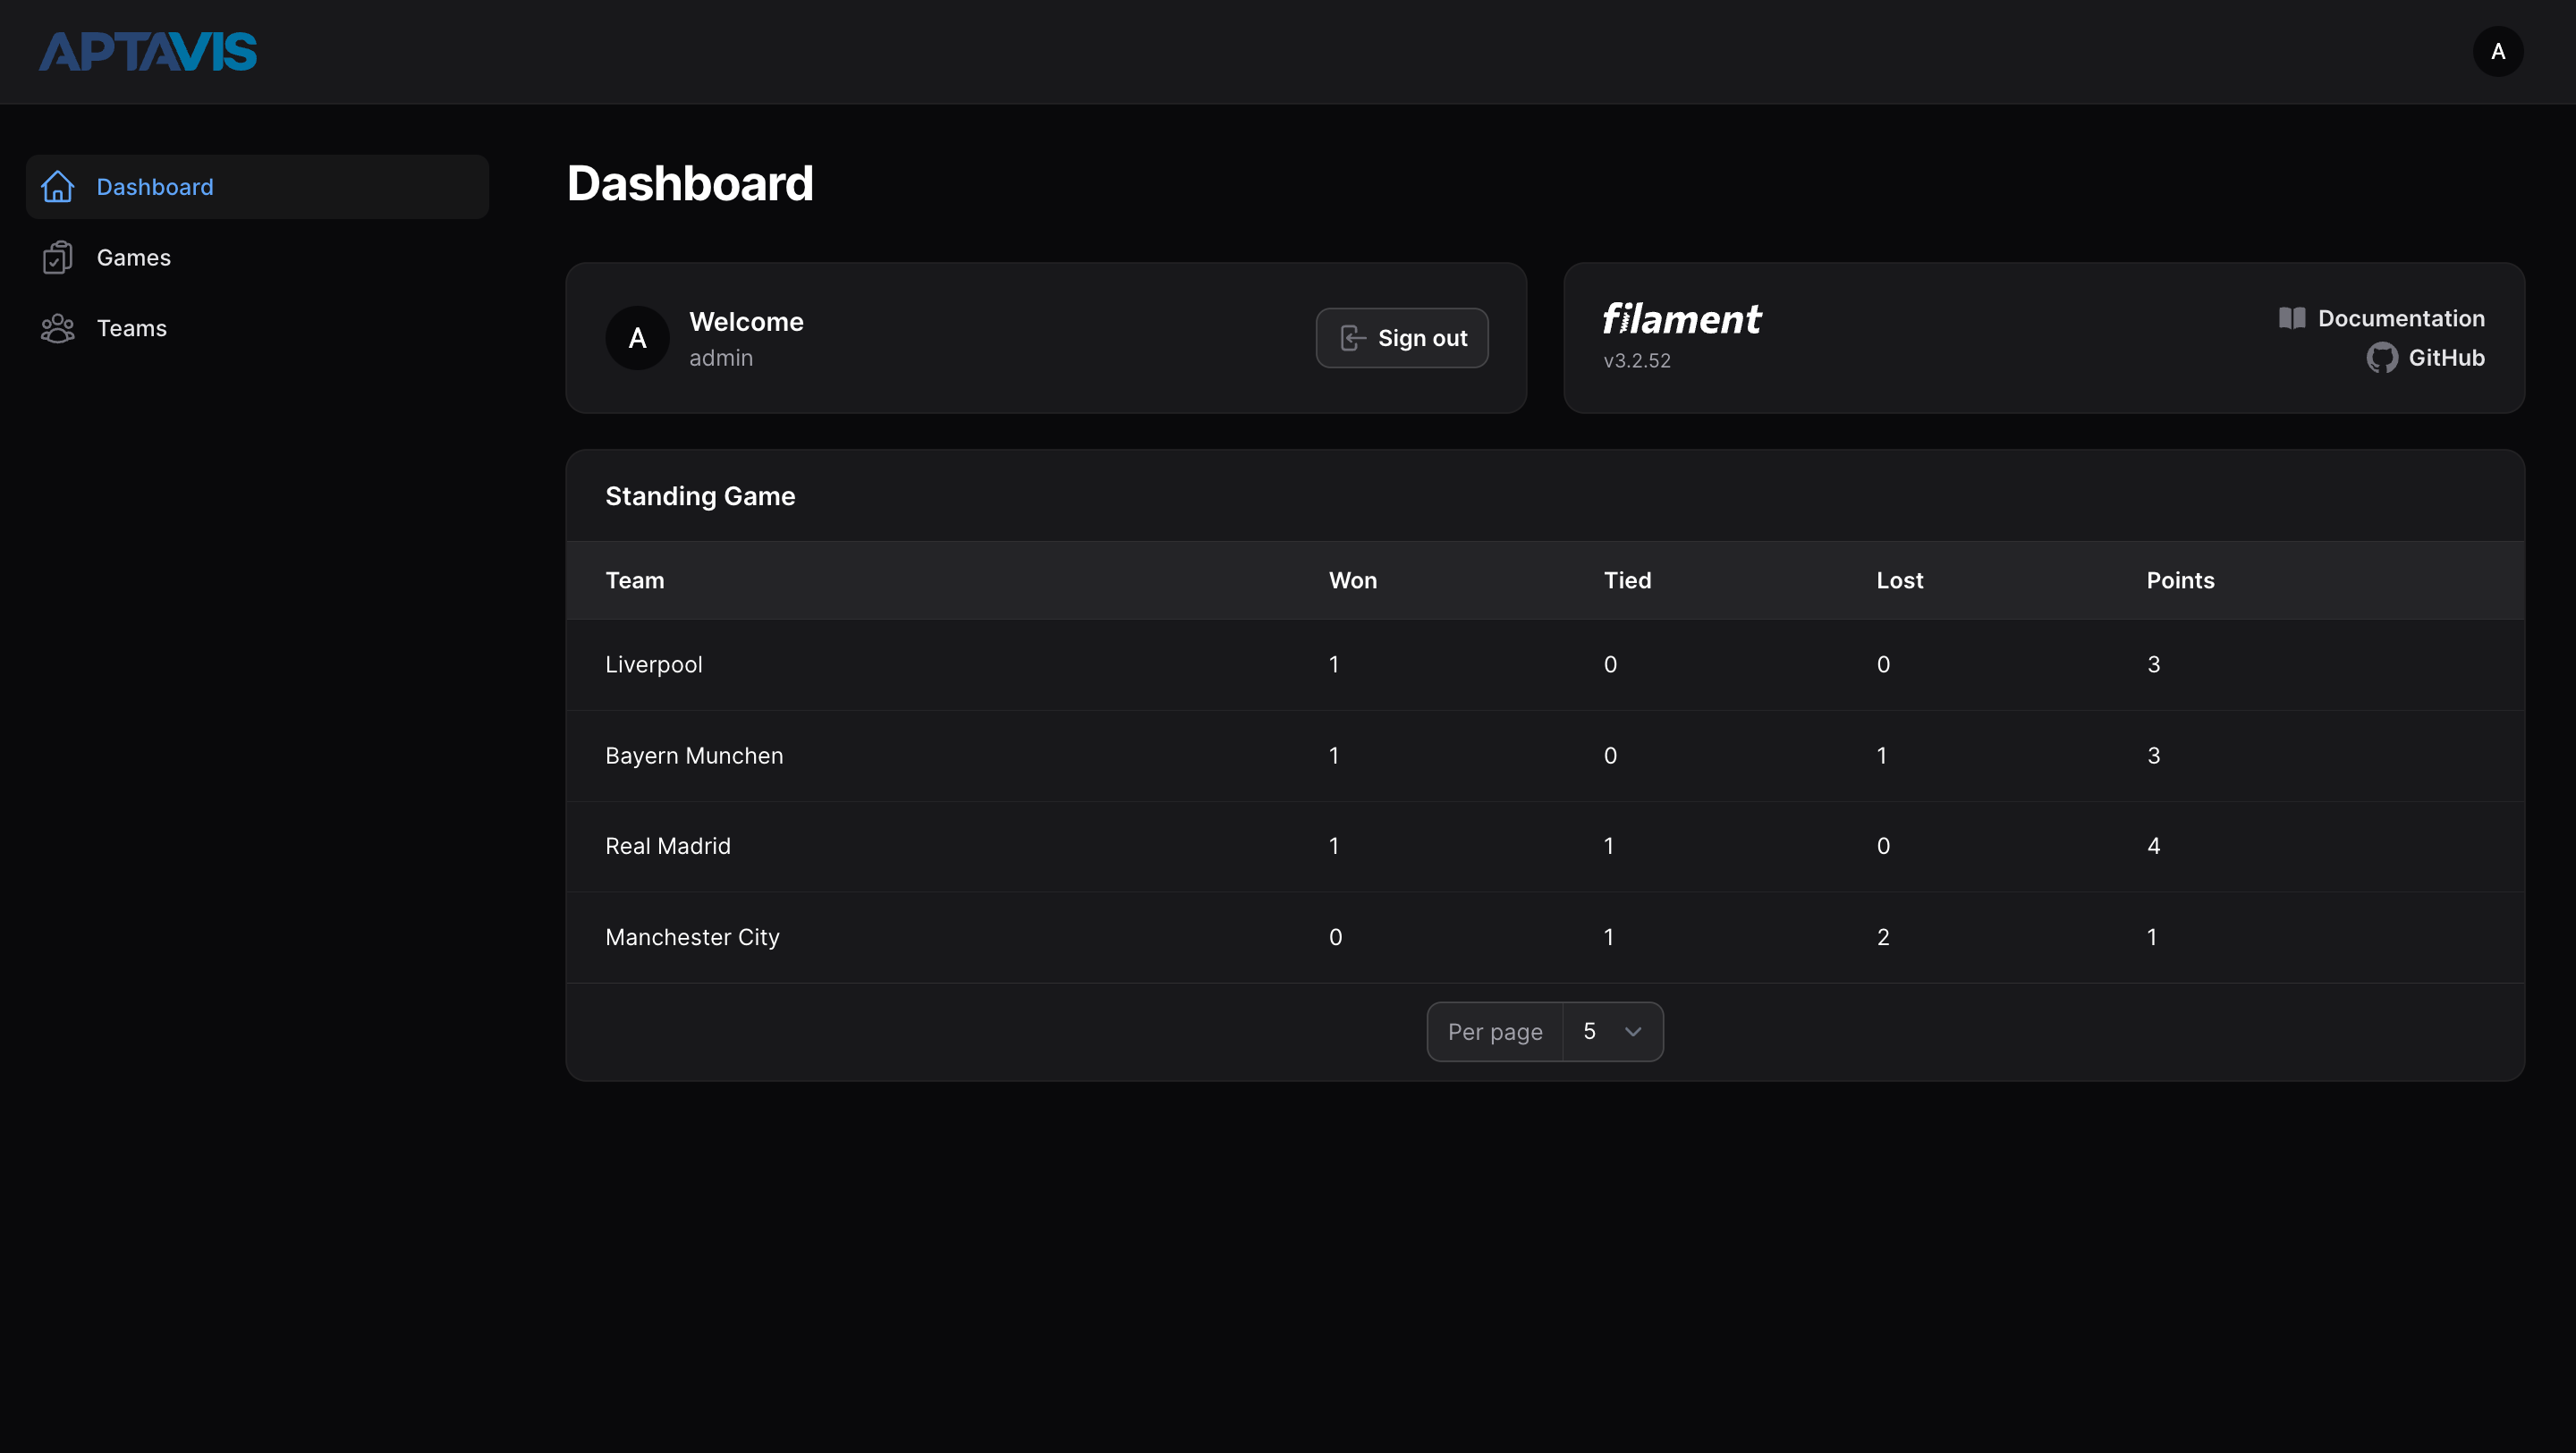 APTAVIS
A
Dashboard
Games
Teams
Dashboard
A
Welcome
admin
Sign out
filament
v3.2.52
Documentation
GitHub
Standing Game
Team Won Tied Lost Points
Liverpool 1 0 0 3
Bayern Munchen 1 0 1 3
Real Madrid 1 1 0 4
Manchester City 0 1 2 1
Per page 5